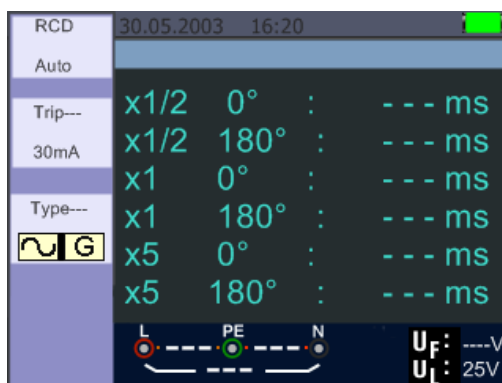 RCD
Auto
Trip---
30mA
Type---
G
30.05.2003 16:20
x1/2 0° : - - - ms
x1/2 180° : - - - ms
x1 0° : - - - ms
x1 180° : - - - ms
x5 0° : - - - ms
x5 180° : - - - ms
L PE N
UF: ----V
UL: 25V